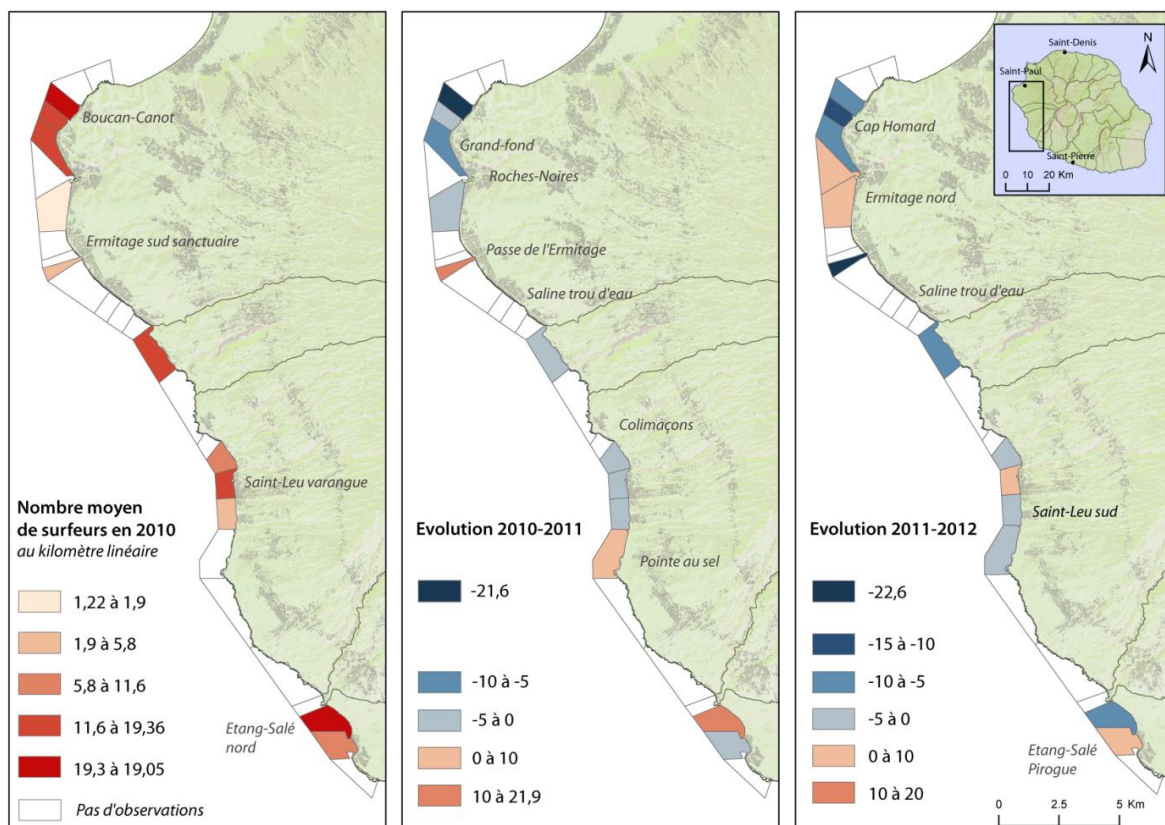 Boucan-Canot
Ermitage sud sanctuaire
Saint-Leu varangue
Etang-Salé
nord
Nombre moyen
de surfeurs en 2010
au kilomètre linéaire
1,22 à 1,9
1,9 à 5,8
5,8 à 11,6
11,6 à 19,36
19,3 à 19,05
Pas d'observations
Grand-fond
Roches-Noires
Passe de l'Ermitage
Saline trou d'eau
Colimaçons
Pointe au sel
Evolution 2010-2011
-21,6
-10 à -5
-5 à 0
0 à 10
10 à 21,9
Saint-Denis
N
Saint-Paul
Saint-Pierre
0 10 20 Km
Cap Homard
Ermitage nord
Saline trou d'eau
Saint-Leu sud
Etang-Salé
Pirogue
Evolution 2011-2012
-22,6
-15 à -10
-10 à -5
-5 à 0
0 à 10
10 à 20
0 2.5 5 Km